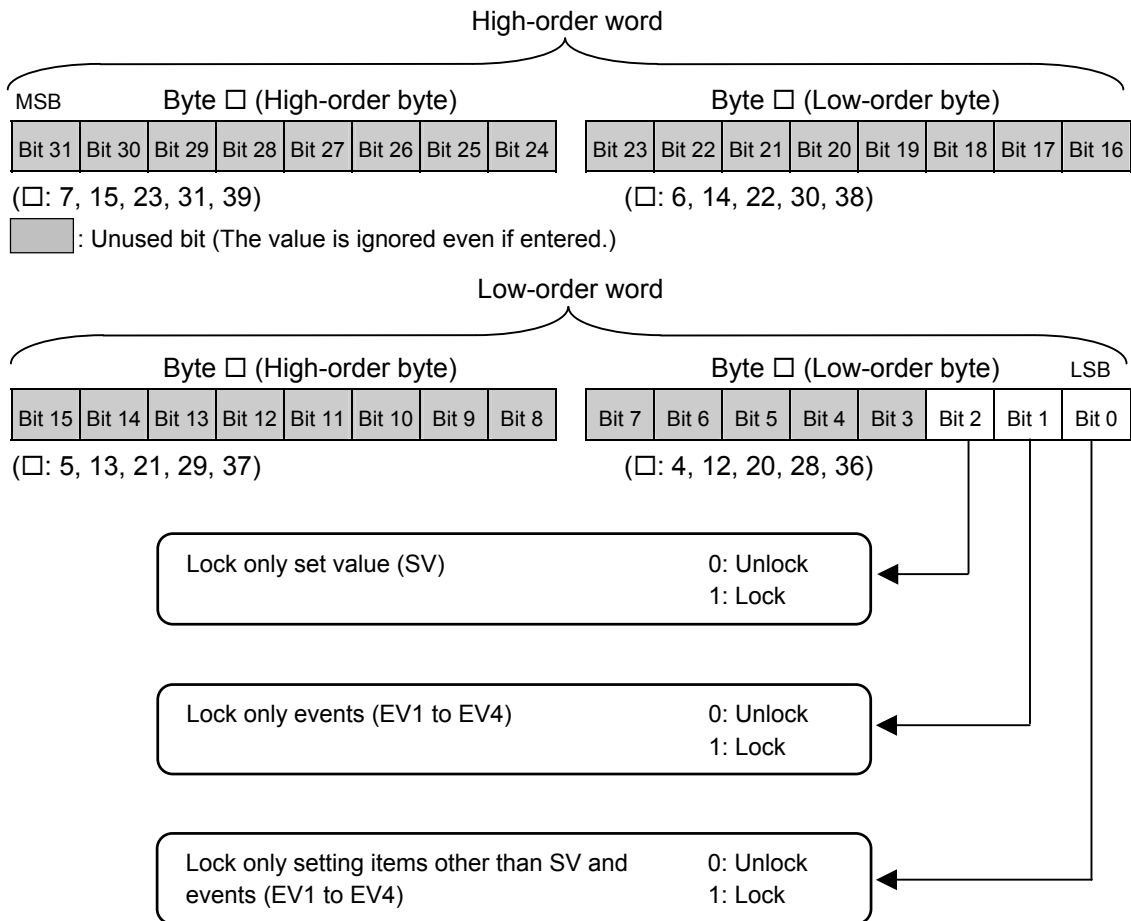 High-order word
MSB Byte □ (High-order byte) Byte □ (Low-order byte)
Bit 31 Bit 30 Bit 29 Bit 28 Bit 27 Bit 26 Bit 25 Bit 24 Bit 23 Bit 22 Bit 21 Bit 20 Bit 19 Bit 18 Bit 17 Bit 16
(□: 7, 15, 23, 31, 39) (□: 6, 14, 22, 30, 38)
: Unused bit (The value is ignored even if entered.)
Low-order word
Byte □ (High-order byte) Byte □ (Low-order byte) LSB
Bit 15 Bit 14 Bit 13 Bit 12 Bit 11 Bit 10 Bit 9 Bit 8 Bit 7 Bit 6 Bit 5 Bit 4 Bit 3 Bit 2 Bit 1 Bit 0
(□: 5, 13, 21, 29, 37) (□: 4, 12, 20, 28, 36)
Lock only set value (SV) 0: Unlock
1: Lock
Lock only events (EV1 to EV4) 0: Unlock
1: Lock
Lock only setting items other than SV and 0: Unlock
events (EV1 to EV4) 1: Lock